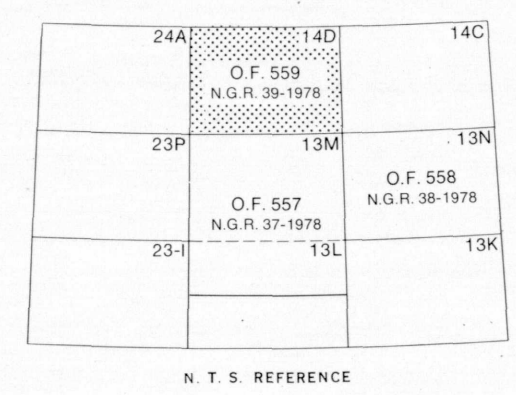 24A 14D 14C
O.F. 559
N.G.R. 39-1978
23P 13M 13N
O.F. 558
N.G.R. 38-1978
O.F. 557
N.G.R. 37-1978
23-I 13L 13K
N. T. S. REFERENCE